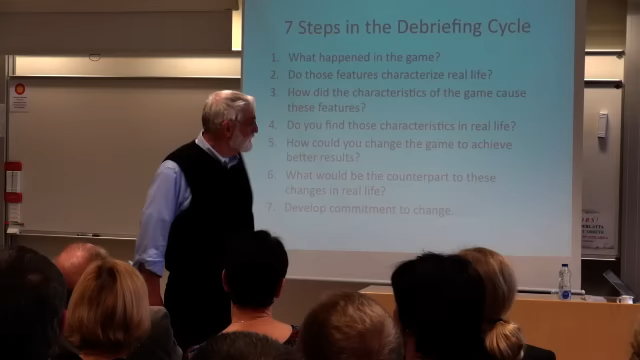 7 Steps in the Debriefing Cycle
1. What happened in the game?
2. Do those features characterize real life?
3. How did the characteristics of the game cause
these features?
4. Do you find those characteristics in real life?
5. How could you change the game to achieve
better results?
6. What would be the counterpart to these
changes in real life?
7. Develop commitment to change.